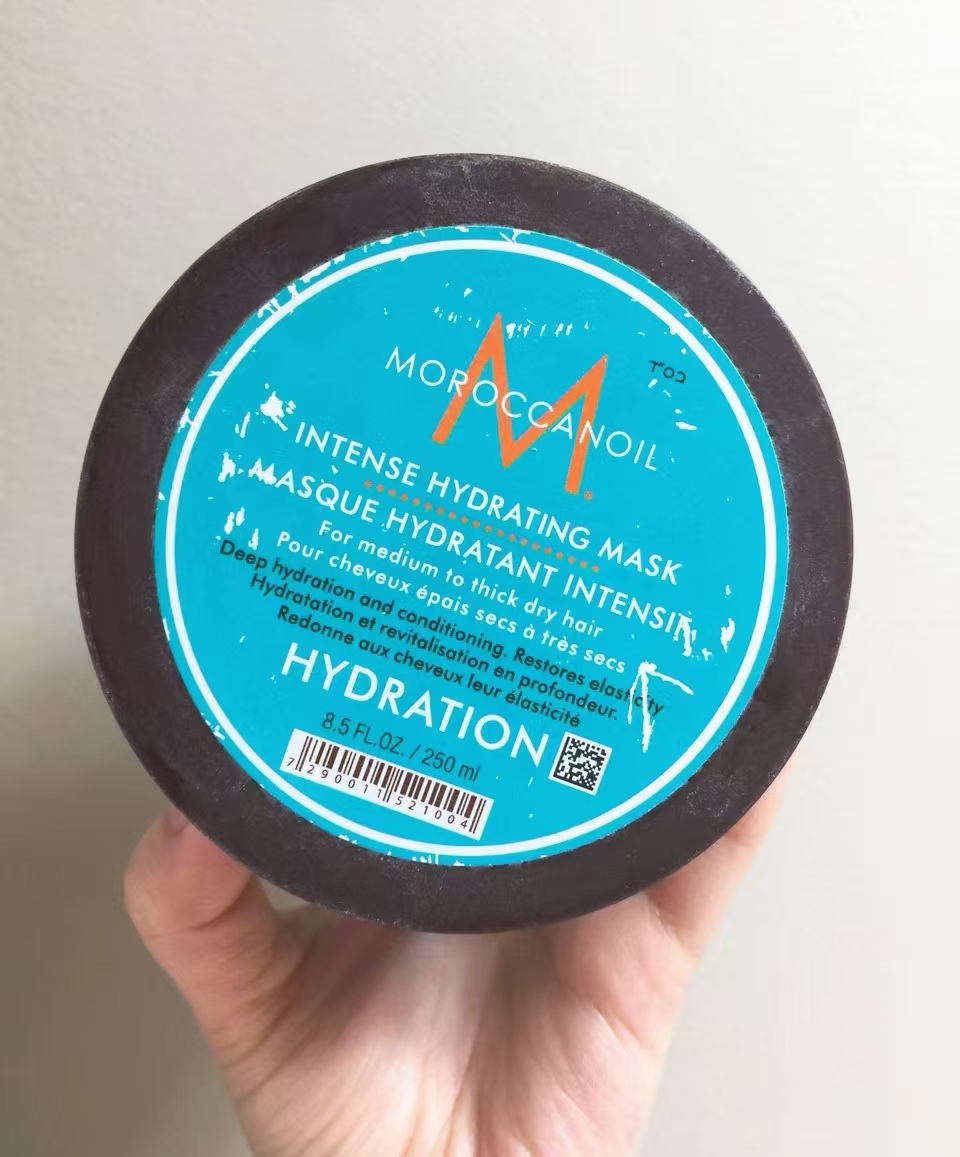 MOROCCANOIL
M
בס״ד
INTENSE HYDRATING MASK
MASQUE HYDRATANT INTENSIF
For medium to thick dry hair
Pour cheveux épais secs à très secs
Deep hydration and conditioning. Restores elasticity
Hydratation et revitalisation en profondeur.
Redonne aux cheveux leur élasticité
HYDRATION
8.5 FL.OZ. / 250 ml
7 290011 521004